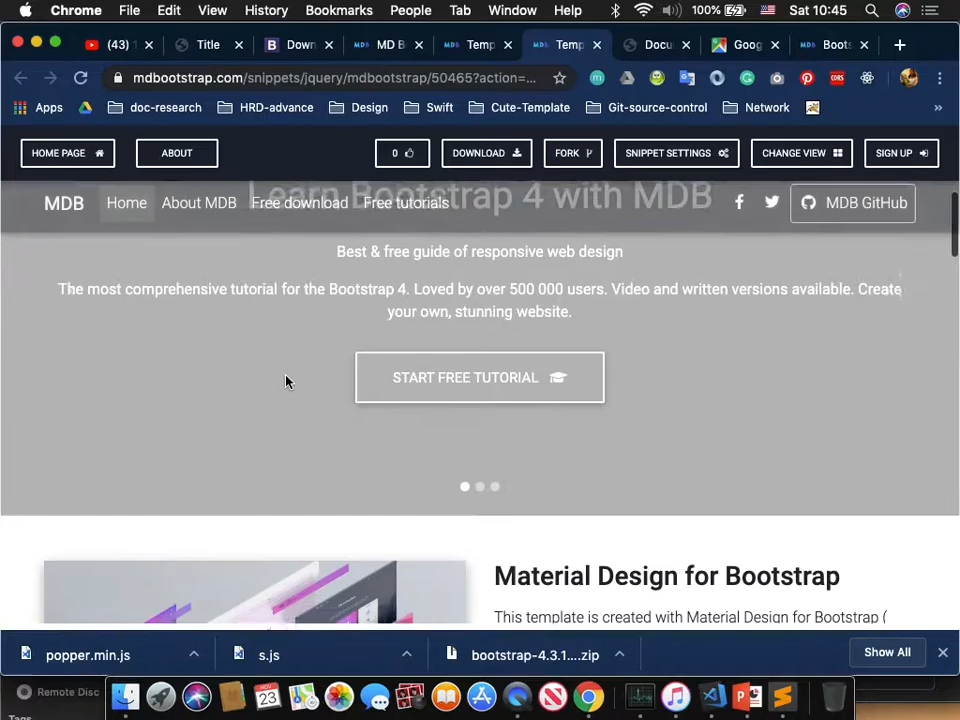 Chrome File Edit View History Bookmarks People Tab Window Help 100% Sat 10:45
(43) 1 Title Down MD B Temp Temp Docu Goog Boots
mdbootstrap.com/snippets/jquery/mdbootstrap/50465?action=...
Apps doc-research HRD-advance Design Swift Cute-Template Git-source-control Network »
HOME PAGE ABOUT 0 DOWNLOAD FORK SNIPPET SETTINGS CHANGE VIEW SIGN UP
Learn Bootstrap 4 with MDB
MDB Home About MDB Free download Free tutorials MDB GitHub
Best & free guide of responsive web design
The most comprehensive tutorial for the Bootstrap 4. Loved by over 500 000 users. Video and written versions available. Create
your own, stunning website.
START FREE TUTORIAL
Material Design for Bootstrap
This template is created with Material Design for Bootstrap (
popper.min.js s.js bootstrap-4.3.1....zip Show All
NOV 23
Remote Disc
Tags